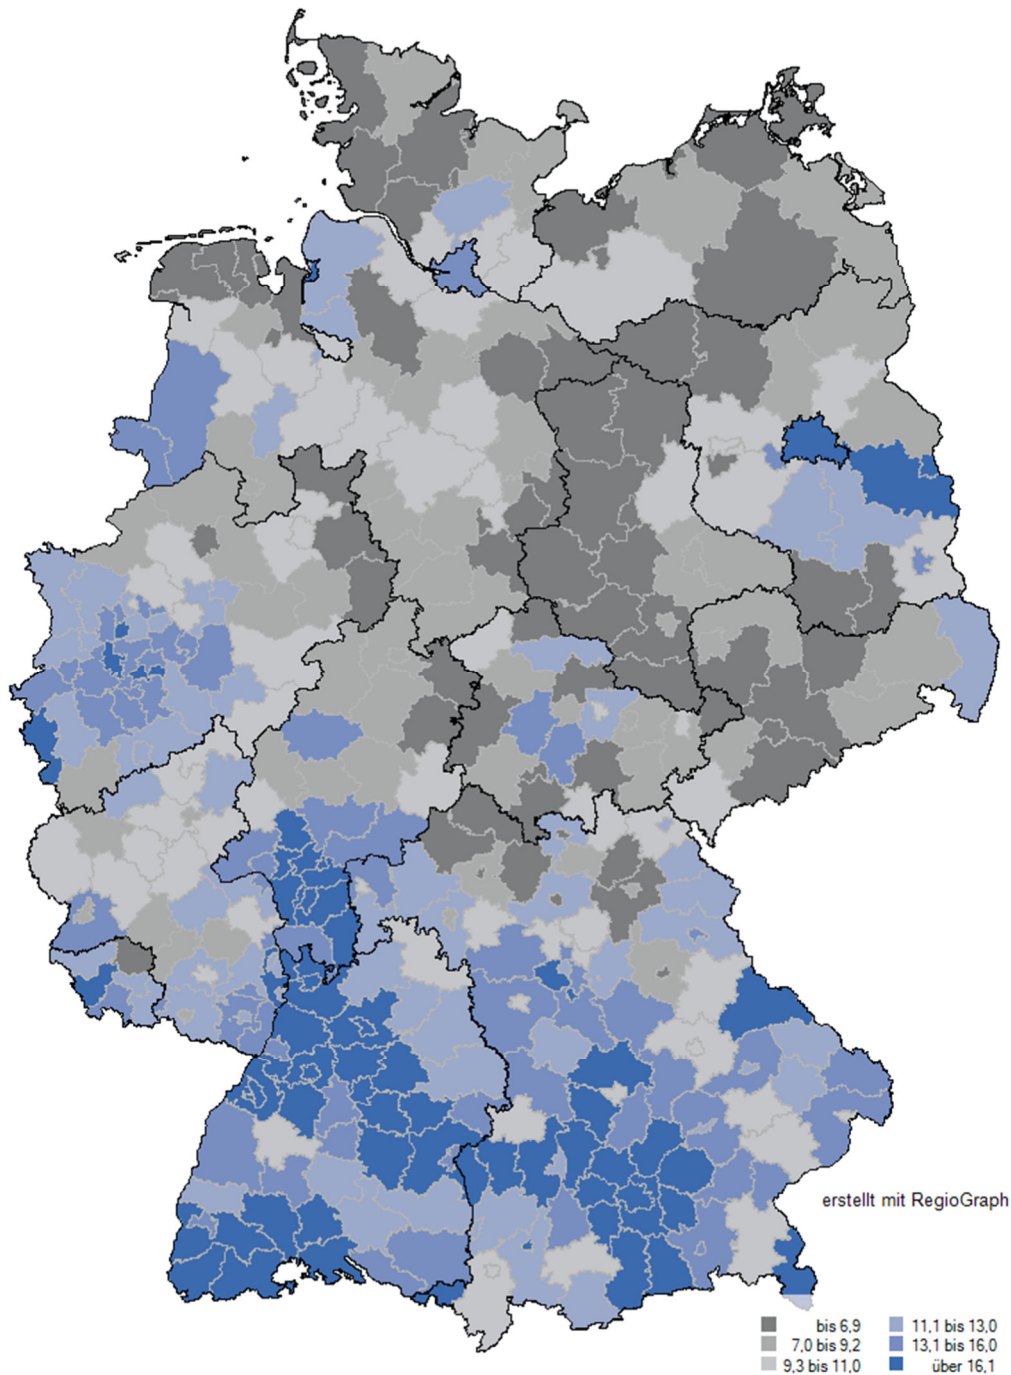 erstellt mit RegioGraph
bis 6,9
7,0 bis 9,2
9,3 bis 11,0
11,1 bis 13,0
13,1 bis 16,0
über 16,1